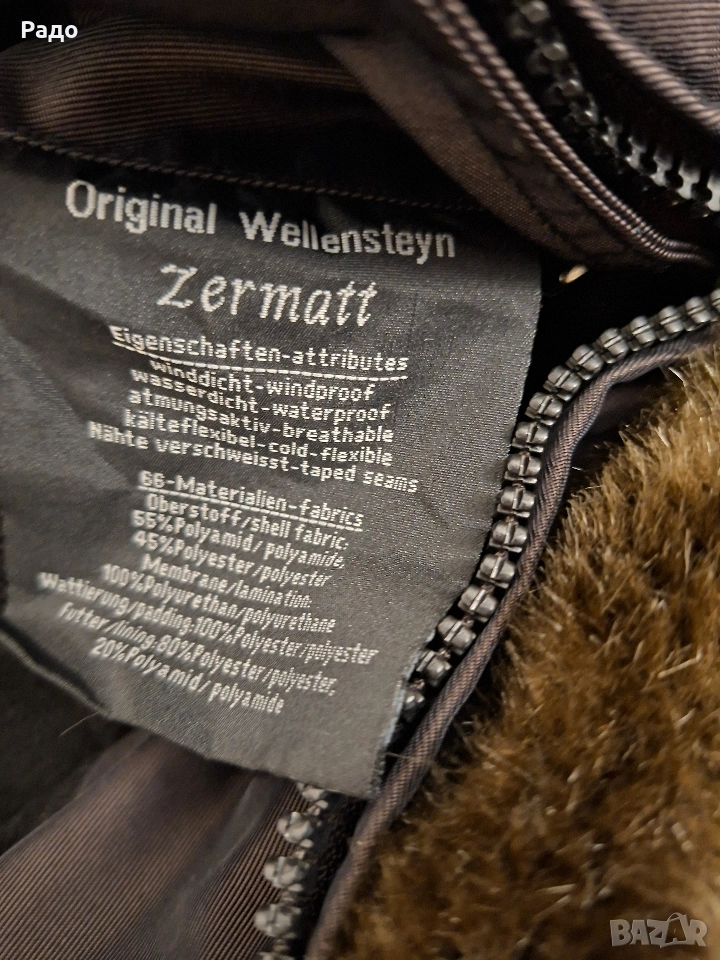 Радо
Original Wellensteyn
Zermatt
Eigenschaften-attributes
winddicht-windproof
wasserdicht-waterproof
atmungsaktiv-breathable
kälteflexibel-cold-flexible
Nähte verschweisst-taped seams
66-Materialien-fabrics
Oberstoff/shell fabric:
55%Polyamid/polyamide,
45%Polyester/polyester
Membrane/lamination:
100%Polyurethan/polyurethane
Wattierung/padding:100%Polyester/polyester
Futter/lining:80%Polyester/polyester,
20%Polyamid/polyamide
BAZAR